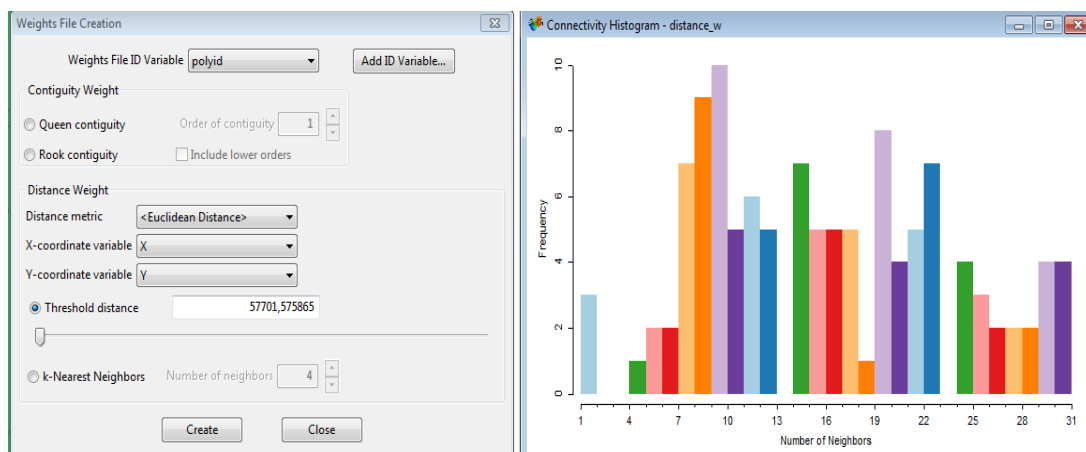 Weights File Creation
Weights File ID Variable polyid Add ID Variable...
Contiguity Weight
Queen contiguity Order of contiguity 1
Rook contiguity Include lower orders
Distance Weight
Distance metric <Euclidean Distance>
X-coordinate variable X
Y-coordinate variable Y
Threshold distance 57701,575865
k-Nearest Neighbors Number of neighbors 4
Create Close
Connectivity Histogram - distance_w
10
8
6
4
2
0
Frequency
1 4 7 10 13 16 19 22 25 28 31
Number of Neighbors